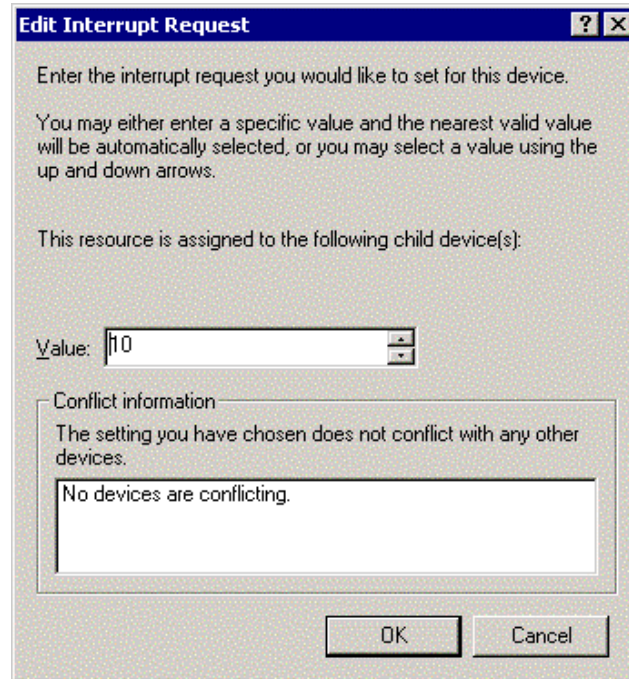 Edit Interrupt Request
Enter the interrupt request you would like to set for this device.
You may either enter a specific value and the nearest valid value
will be automatically selected, or you may select a value using the
up and down arrows.
This resource is assigned to the following child device(s):
Value: 10
Conflict information
The setting you have chosen does not conflict with any other
devices.
No devices are conflicting.
OK Cancel